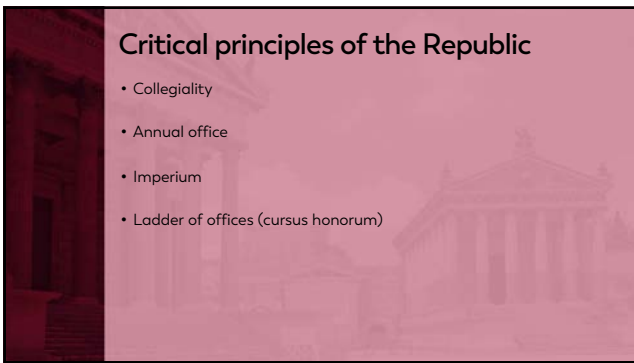 Critical principles of the Republic
• Collegiality
• Annual office
• Imperium
• Ladder of offices (cursus honorum)